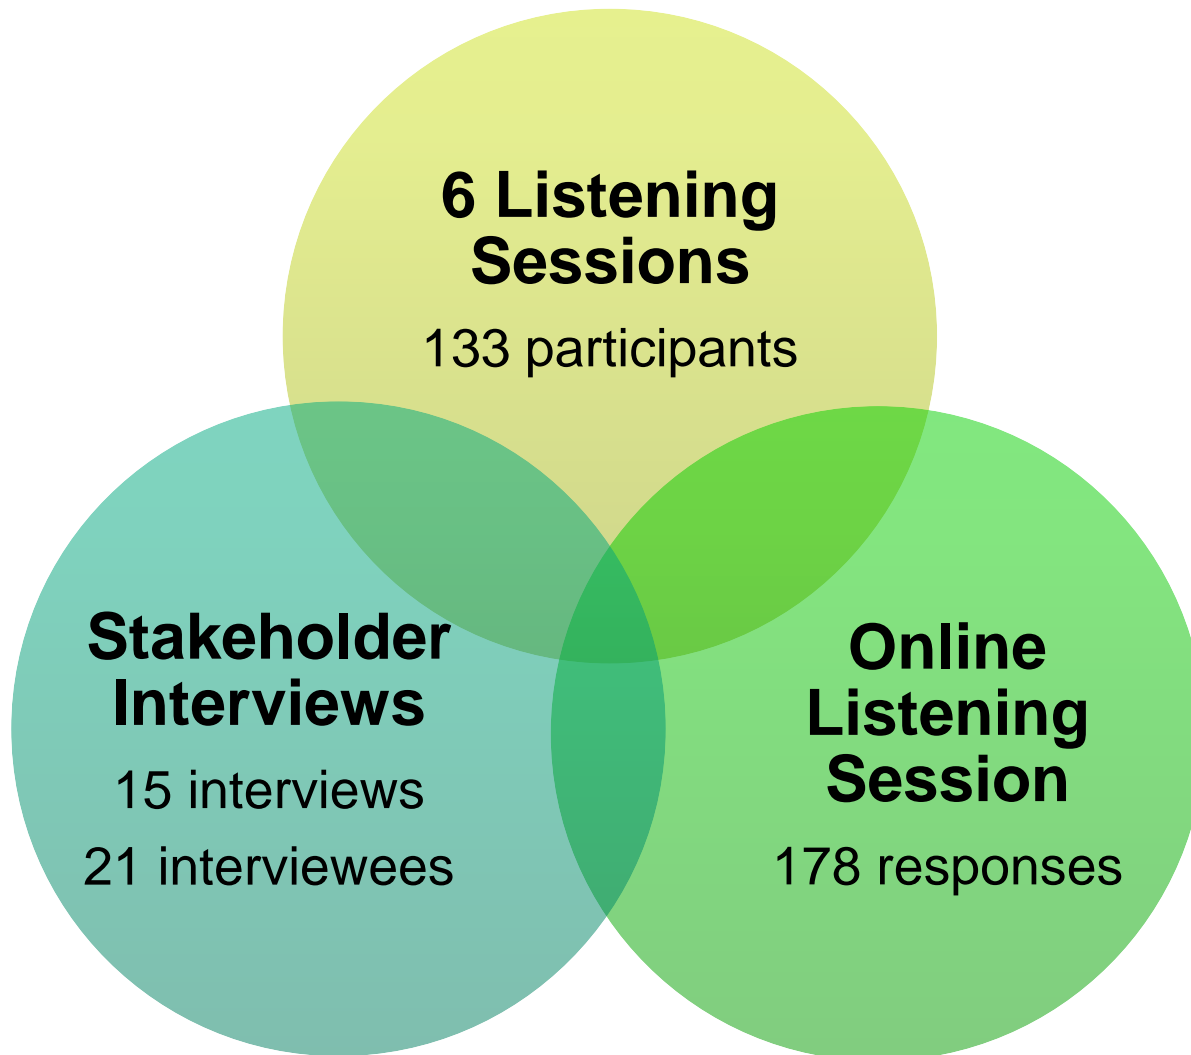 6 Listening
Sessions
133 participants
Stakeholder
Interviews
15 interviews
21 interviewees
Online
Listening
Session
178 responses